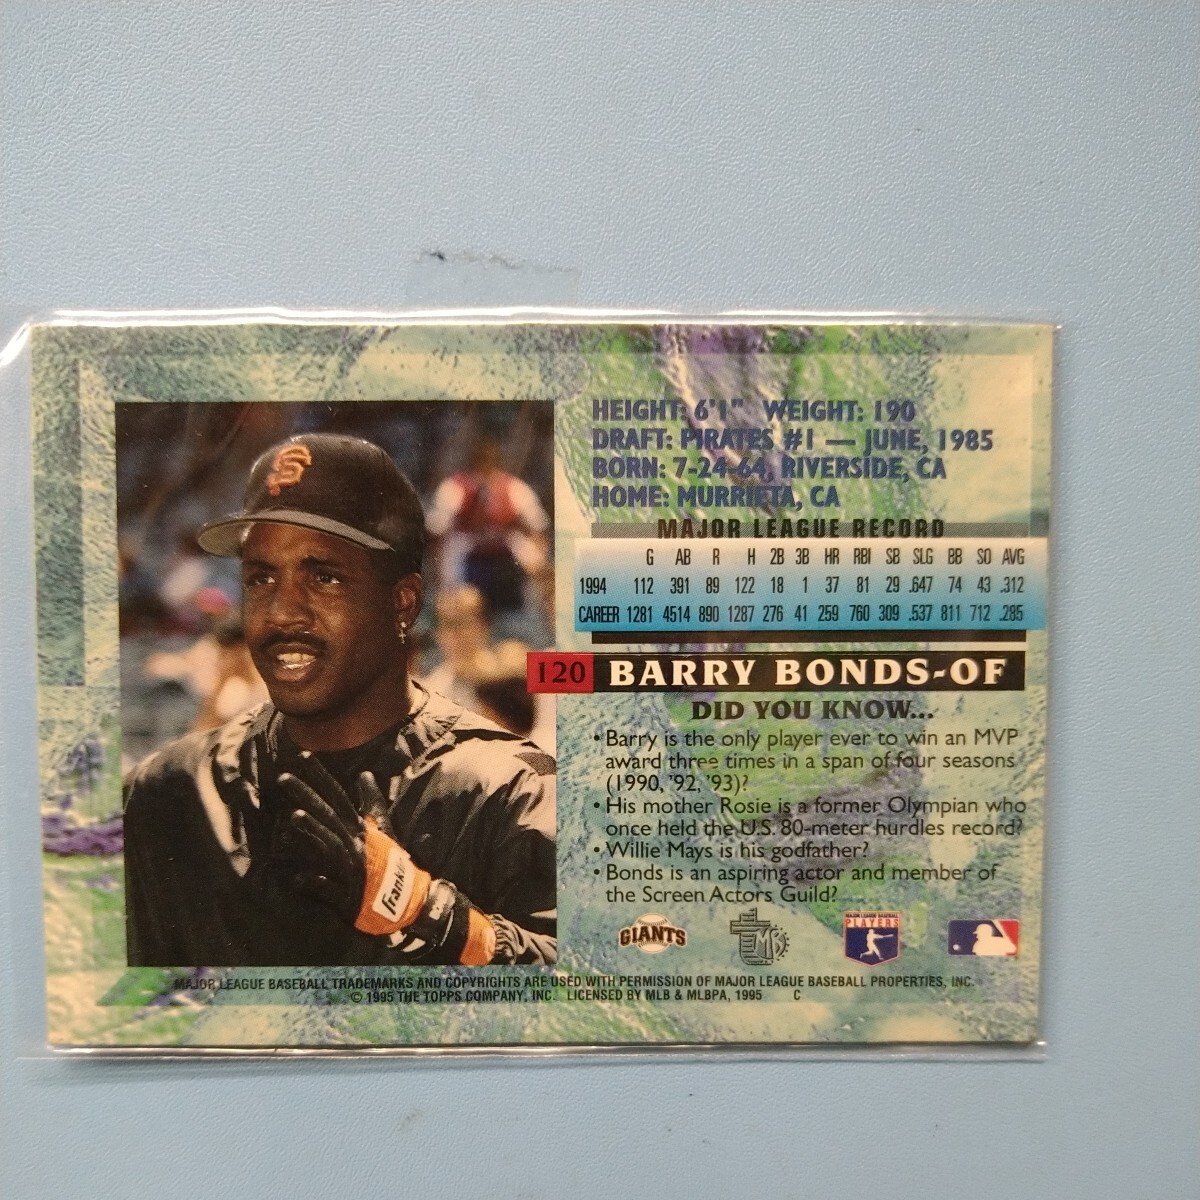 HEIGHT: 6'1" WEIGHT: 190
DRAFT: PIRATES #1 — JUNE, 1985
BORN: 7-24-64, RIVERSIDE, CA
HOME: MURRIETA, CA
MAJOR LEAGUE RECORD
G AB R H 2B 3B HR RBI SB SLG BB SO AVG
1994 112 391 89 122 18 1 37 81 29 .647 74 43 .312
CAREER 1281 4514 890 1287 276 41 259 760 309 .537 811 712 .285
120 BARRY BONDS-OF
DID YOU KNOW...
• Barry is the only player ever to win an MVP
award three times in a span of four seasons
(1990, '92, '93)?
• His mother Rosie is a former Olympian who
once held the U.S. 80-meter hurdles record?
• Willie Mays is his godfather?
• Bonds is an aspiring actor and member of
the Screen Actors Guild?
SF
Franklin
GIANTS
MAJOR LEAGUE BASEBALL
PLAYERS
MAJOR LEAGUE BASEBALL TRADEMARKS AND COPYRIGHTS ARE USED WITH PERMISSION OF MAJOR LEAGUE BASEBALL PROPERTIES, INC.
© 1995 THE TOPPS COMPANY, INC. LICENSED BY MLB & MLBPA, 1995 C